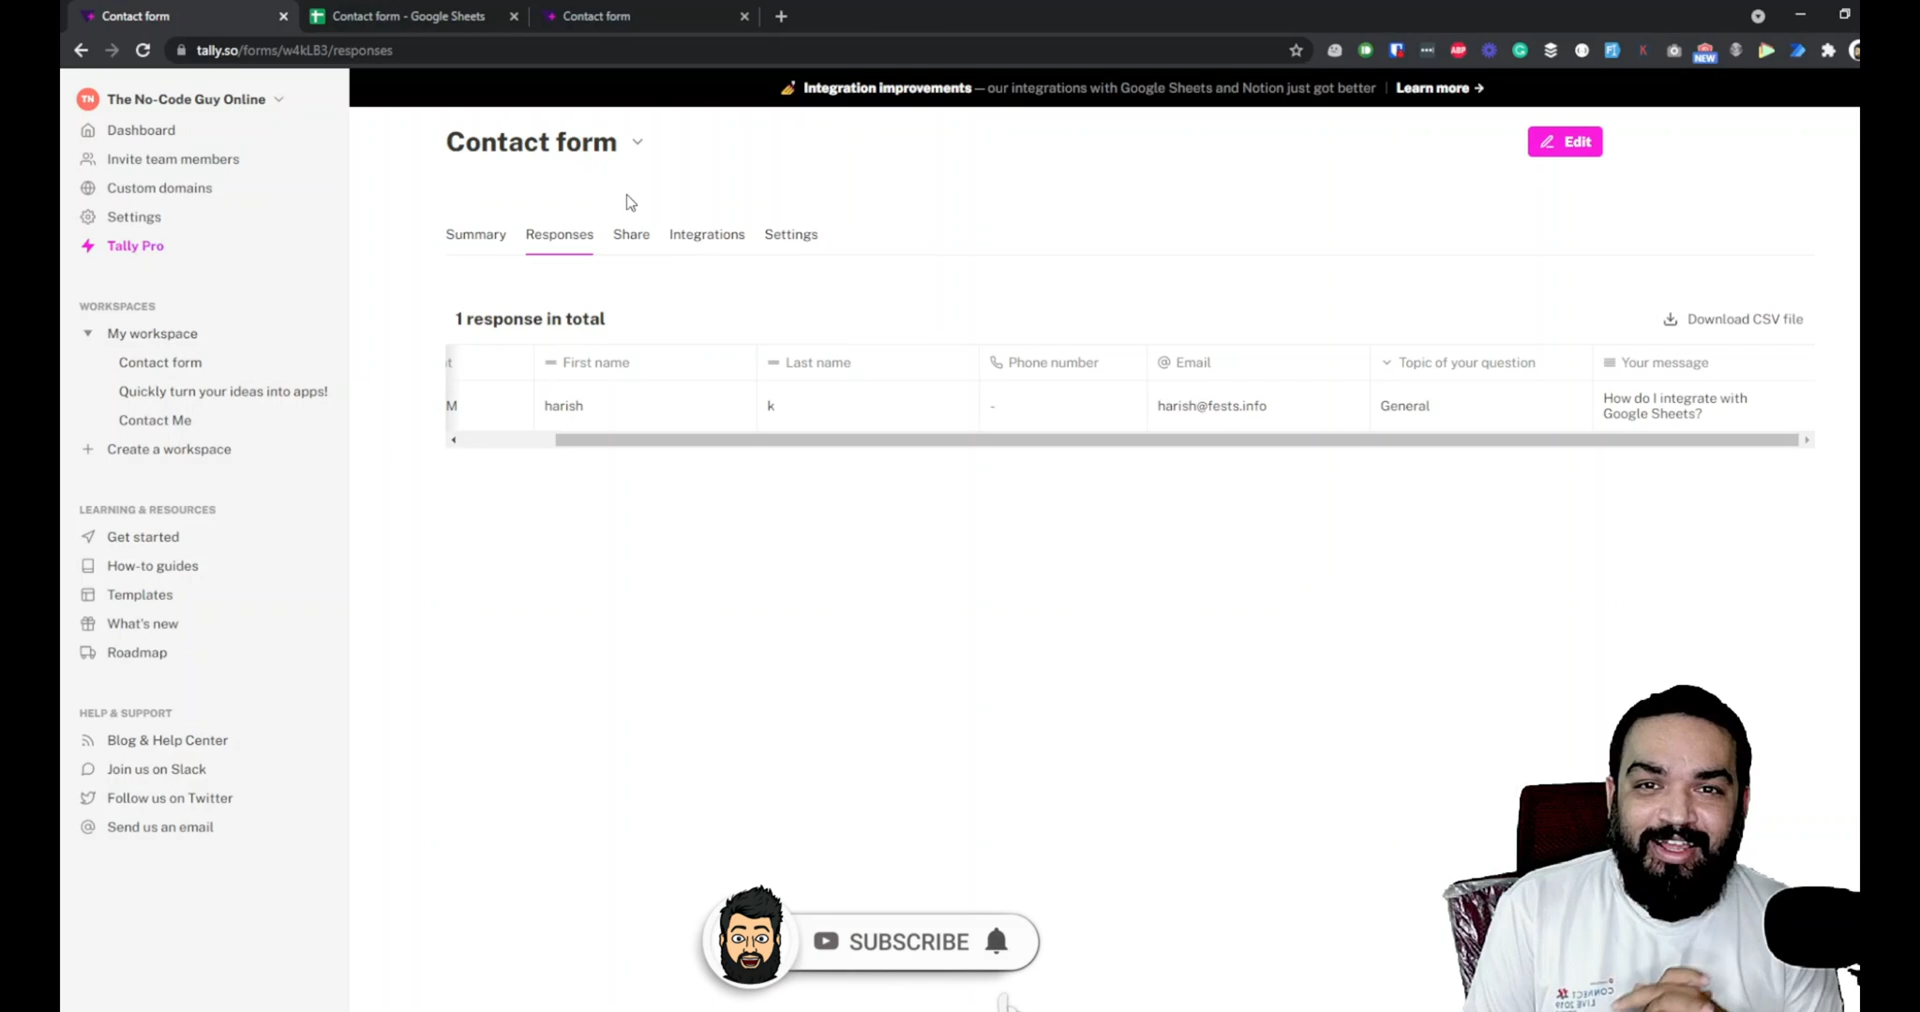 Contact form
Contact form - Google Sheets
Contact form
tally.so/forms/w4kLB3/responses
ABP
NEW
TN The No-Code Guy Online
Dashboard
Invite team members
Custom domains
Settings
Tally Pro
WORKSPACES
My workspace
Contact form
Quickly turn your ideas into apps!
Contact Me
Create a workspace
LEARNING & RESOURCES
Get started
How-to guides
Templates
What's new
Roadmap
HELP & SUPPORT
Blog & Help Center
Join us on Slack
Follow us on Twitter
Send us an email
Integration improvements — our integrations with Google Sheets and Notion just got better Learn more →
Contact form
Edit
Summary Responses Share Integrations Settings
1 response in total
Download CSV file
t First name Last name Phone number Email Topic of your question Your message
M harish k - harish@fests.info General How do I integrate with
Google Sheets?
SUBSCRIBE
CONNECT
LIVE 2019